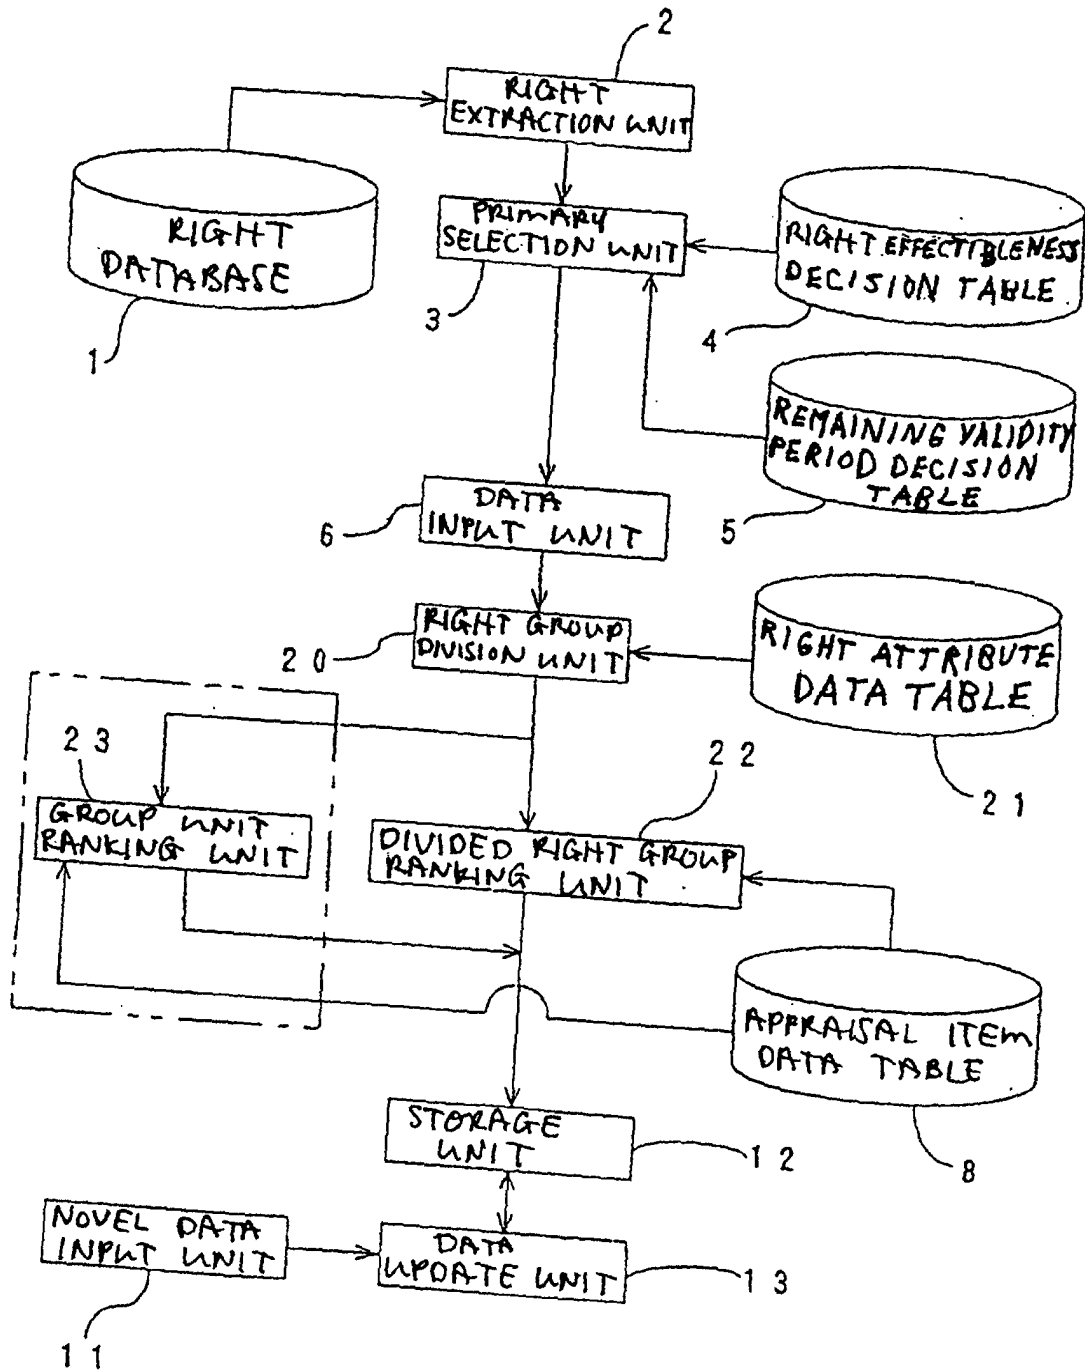 2
RIGHT
EXTRACTION UNIT
RIGHT
DATABASE
1
PRIMARY
SELECTION UNIT
3
RIGHT EFFECTIBLENESS
DECISION TABLE
4
REMAINING VALIDITY
PERIOD DECISION
TABLE
5
DATA
INPUT UNIT
6
RIGHT GROUP
DIVISION UNIT
20
RIGHT ATTRIBUTE
DATA TABLE
21
23
GROUP UNIT
RANKING UNIT
22
DIVIDED RIGHT GROUP
RANKING UNIT
APPRAISAL ITEM
DATA TABLE
8
STORAGE
UNIT
12
NOVEL DATA
INPUT UNIT
11
DATA
UPDATE UNIT
13